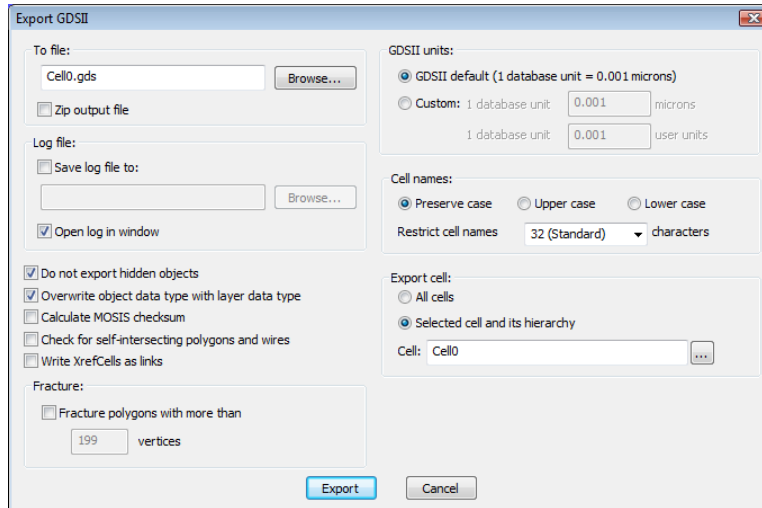 Export GDSII
To file:
Cell0.gds
Browse...
Zip output file
Log file:
Save log file to:
Browse...
Open log in window
Do not export hidden objects
Overwrite object data type with layer data type
Calculate MOSIS checksum
Check for self-intersecting polygons and wires
Write XrefCells as links
Fracture:
Fracture polygons with more than
199 vertices
GDSII units:
GDSII default (1 database unit = 0.001 microns)
Custom: 1 database unit 0.001 microns
1 database unit 0.001 user units
Cell names:
Preserve case Upper case Lower case
Restrict cell names 32 (Standard) characters
Export cell:
All cells
Selected cell and its hierarchy
Cell: Cell0 ...
Export Cancel